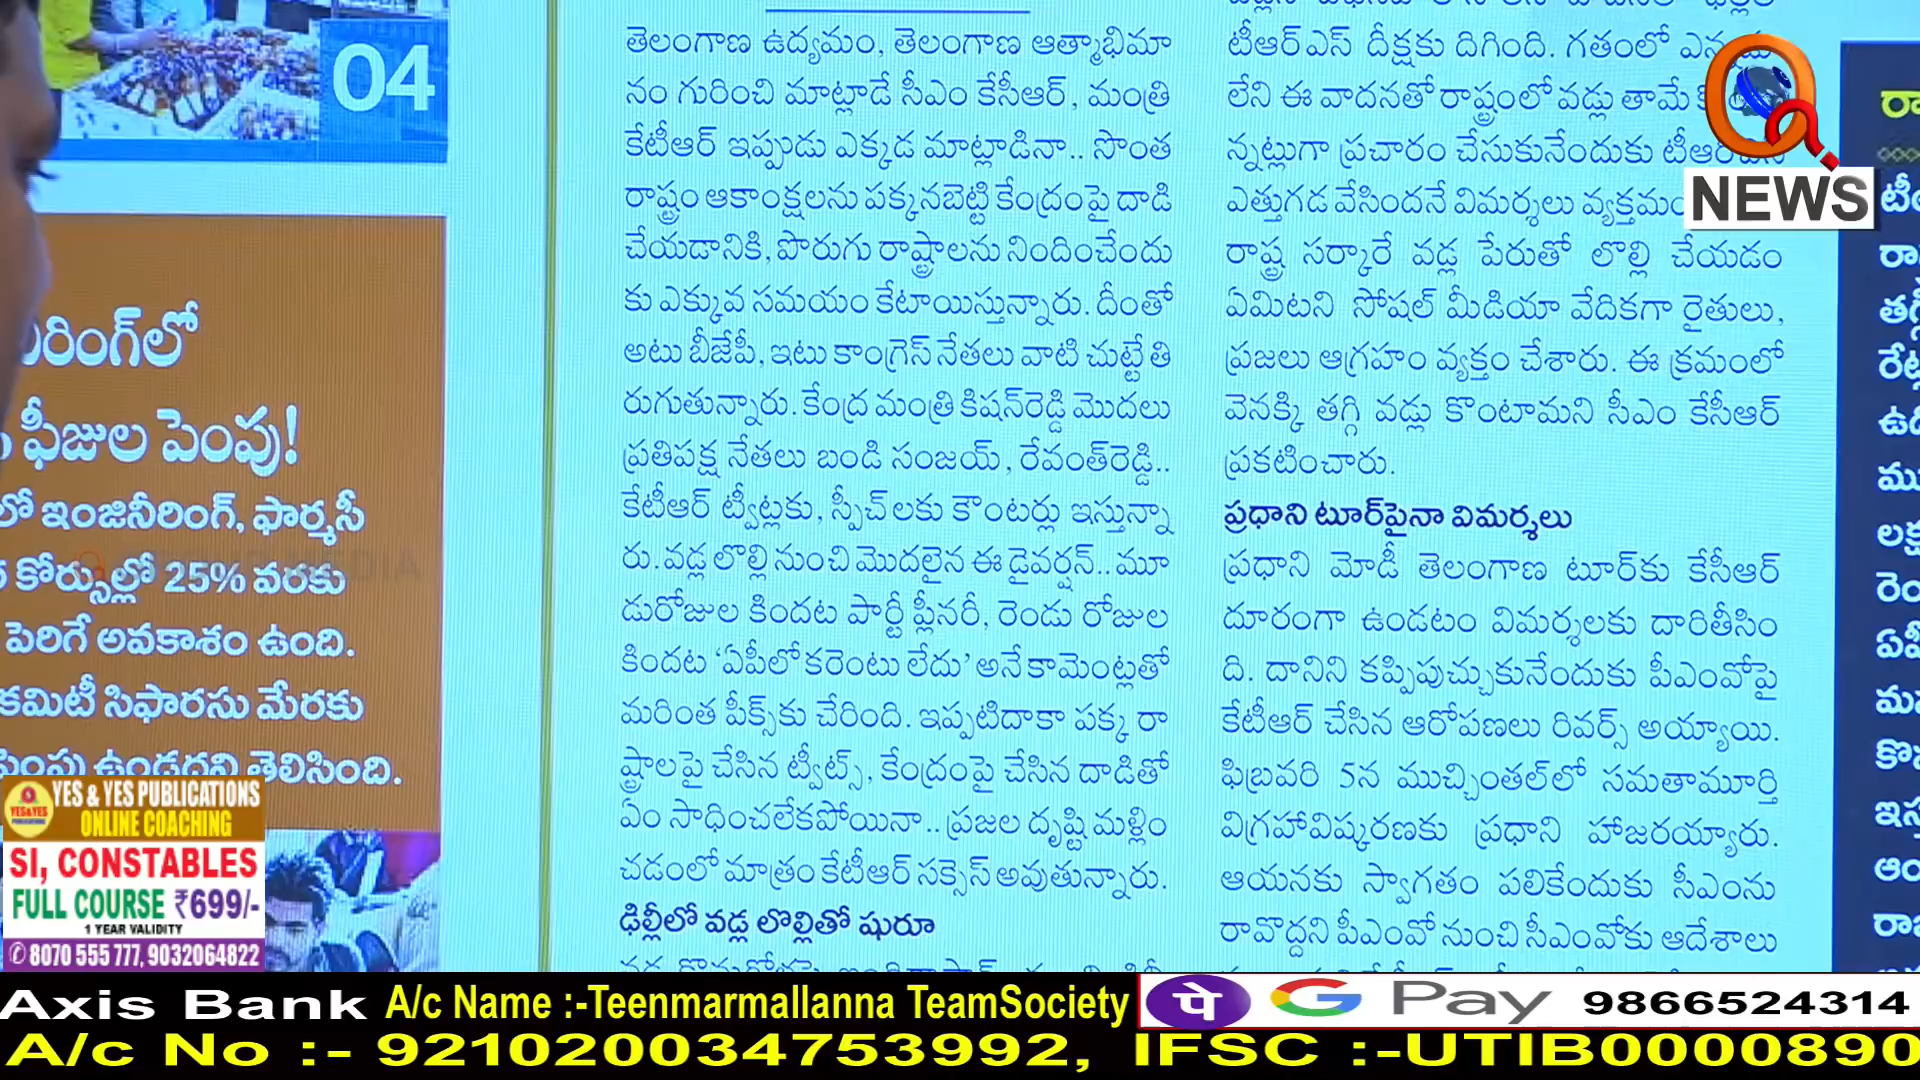 04
రింగ్‌లో
ఫీజుల పెంపు!
లో ఇంజినీరింగ్, ఫార్మసీ
కోర్సుల్లో 25% వరకు
పెరిగే అవకాశం ఉంది.
కమిటీ సిఫారసు మేరకు
పెంపు ఉండదని తెలిసింది.
తెలంగాణ ఉద్యమం, తెలంగాణ ఆత్మాభిమా
నం గురించి మాట్లాడే సీఎం కేసీఆర్, మంత్రి
కేటీఆర్ ఇప్పుడు ఎక్కడ మాట్లాడినా.. సొంత
రాష్ట్రం ఆకాంక్షలను పక్కనబెట్టి కేంద్రంపై దాడి
చేయడానికి, పొరుగు రాష్ట్రాలను నిందించేందు
కు ఎక్కువ సమయం కేటాయిస్తున్నారు. దీంతో
అటు బీజేపీ, ఇటు కాంగ్రెస్ నేతలు వాటి చుట్టే తి
రుగుతున్నారు. కేంద్ర మంత్రి కిషన్‌రెడ్డి మొదలు
ప్రతిపక్ష నేతలు బండి సంజయ్, రేవంత్‌రెడ్డి..
కేటీఆర్ ట్వీట్లకు, స్పీచ్‌లకు కౌంటర్లు ఇస్తున్నా
రు. వడ్ల లొల్లి నుంచి మొదలైన ఈ డైవర్షన్.. మూ
డురోజుల కిందట పార్టీ ప్లీనరీ, రెండు రోజుల
కిందట ‘ఏపీలో కరెంటు లేదు’ అనే కామెంట్లతో
మరింత పీక్స్‌కు చేరింది. ఇప్పటిదాకా పక్క రా
ష్ట్రాలపై చేసిన ట్వీట్స్, కేంద్రంపై చేసిన దాడితో
ఏం సాధించలేకపోయినా.. ప్రజల దృష్టి మళ్లిం
చడంలో మాత్రం కేటీఆర్ సక్సెస్ అవుతున్నారు.
ఢిల్లీలో వడ్ల లొల్లితో షురూ
టీఆర్ఎస్ దీక్షకు దిగింది. గతంలో
లేని ఈ వాదనతో రాష్ట్రంలో వడ్లు తామే
న్నట్లుగా ప్రచారం చేసుకునేందుకు
ఎత్తుగడ వేసిందనే విమర్శలు
రాష్ట్ర సర్కారే వడ్ల పేరుతో లొల్లి చేయడం
ఏమిటని సోషల్ మీడియా వేదికగా రైతులు,
ప్రజలు ఆగ్రహం వ్యక్తం చేశారు. ఈ క్రమంలో
వెనక్కి తగ్గి వడ్లు కొంటామని సీఎం కేసీఆర్
ప్రకటించారు.
ప్రధాని టూర్‌పైనా విమర్శలు
ప్రధాని మోడీ తెలంగాణ టూర్‌కు కేసీఆర్
దూరంగా ఉండటం విమర్శలకు దారితీసిం
ది. దానిని కప్పిపుచ్చుకునేందుకు పీఎంవోపై
కేటీఆర్ చేసిన ఆరోపణలు రివర్స్ అయ్యాయి.
ఫిబ్రవరి 5న ముచ్చింతల్‌లో సమతామూర్తి
విగ్రహావిష్కరణకు ప్రధాని హాజరయ్యారు.
ఆయనకు స్వాగతం పలికేందుకు సీఎంను
రావొద్దని పీఎంవో నుంచి సీఎంవోకు ఆదేశాలు
Q
NEWS
YES & YES PUBLICATIONS
ONLINE COACHING
SI, CONSTABLES
FULL COURSE ₹699/-
1 YEAR VALIDITY
8070 555 777, 9032064822
Axis Bank A/c Name :-Teenmarmallanna TeamSociety
పే G Pay 9866524314
A/c No :- 921020034753992, IFSC :-UTIB0000890